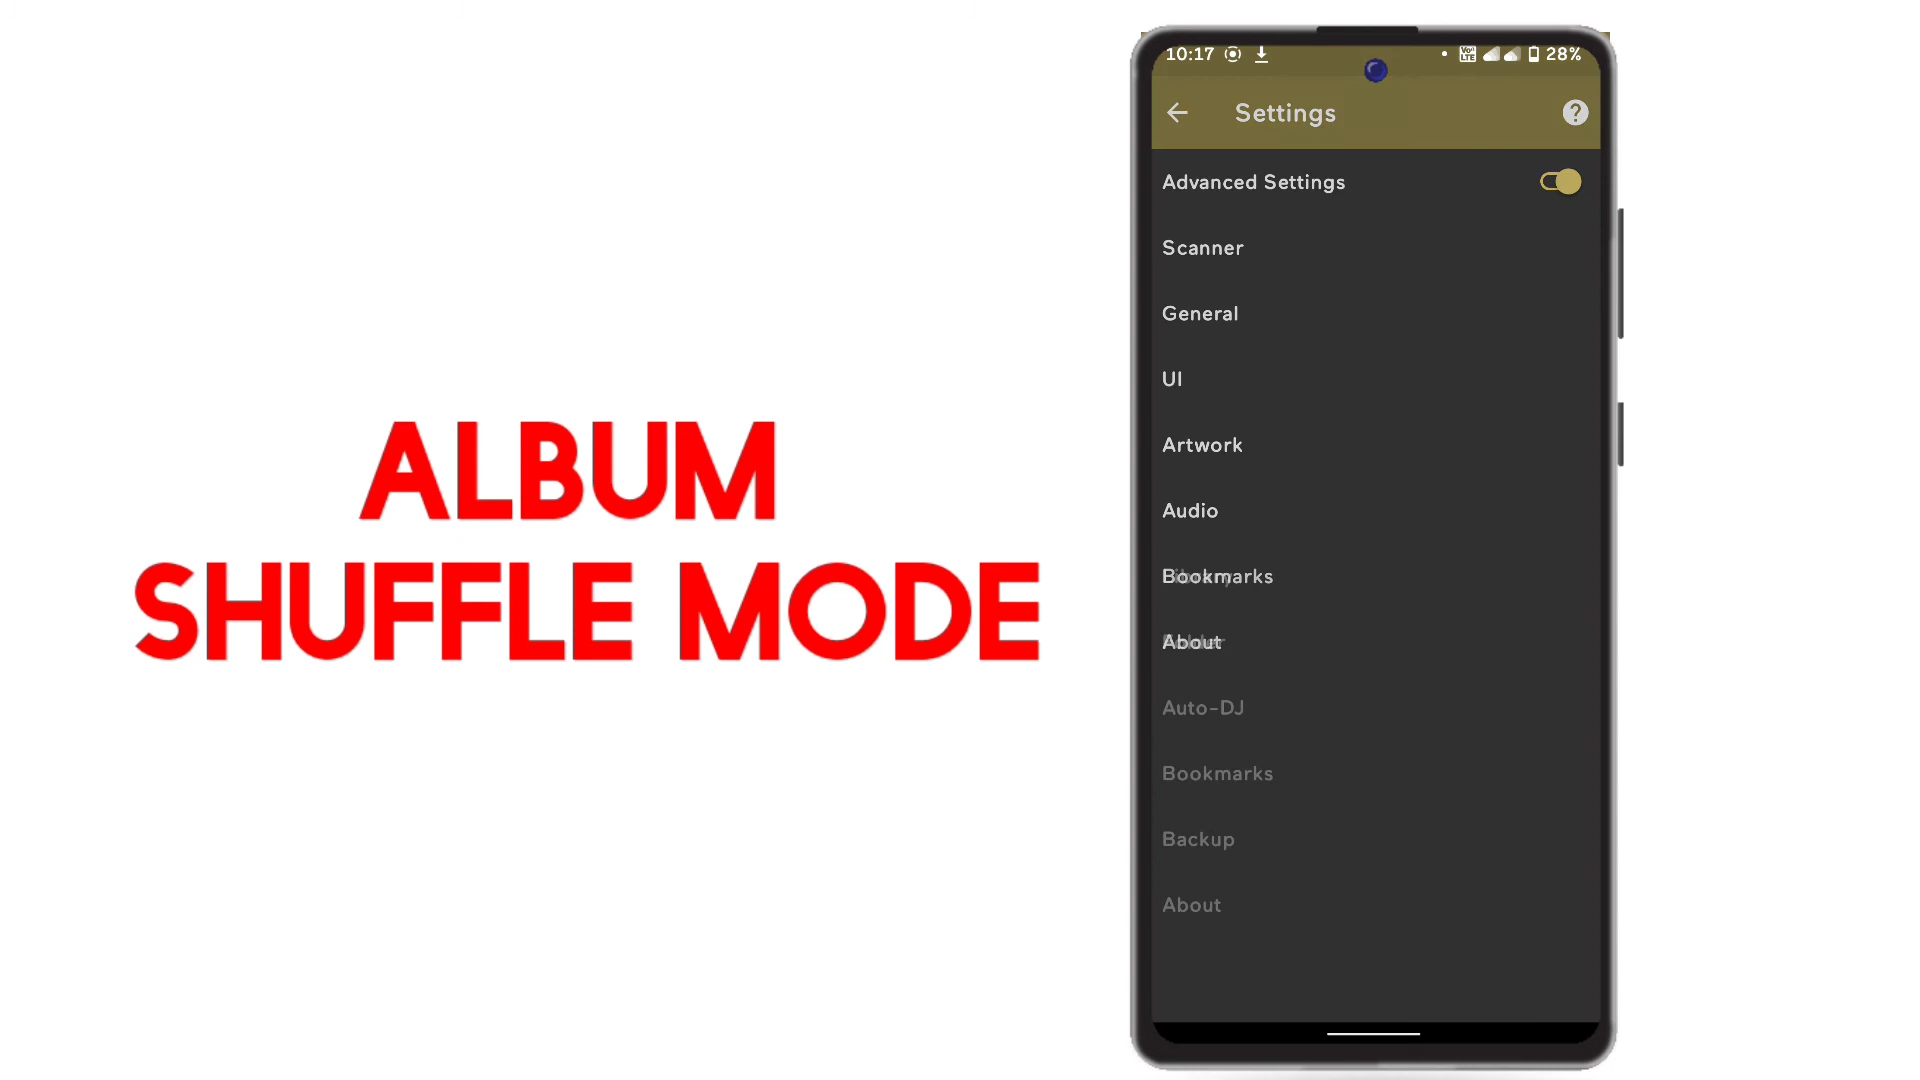 ALBUM
SHUFFLE MODE
10:17 28%
Settings
Advanced Settings
Scanner
General
UI
Artwork
Audio
Bookmarks
About
Auto-DJ
Bookmarks
Backup
About